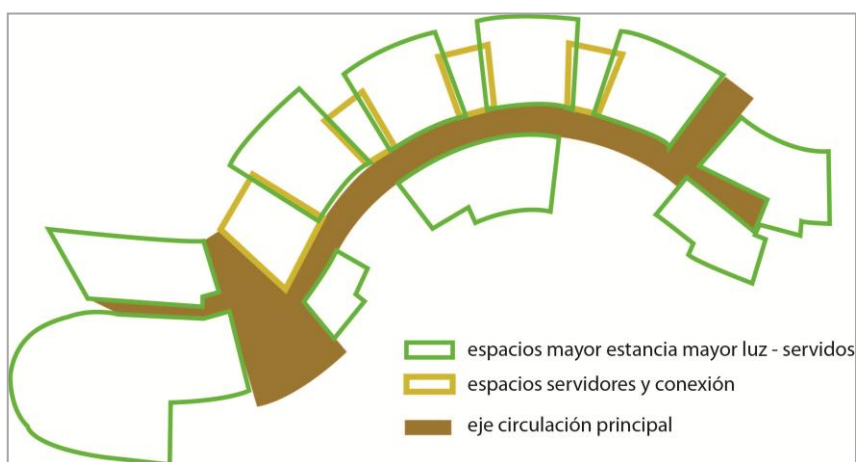 espacios mayor estancia mayor luz - servidos
espacios servidores y conexión
eje circulación principal